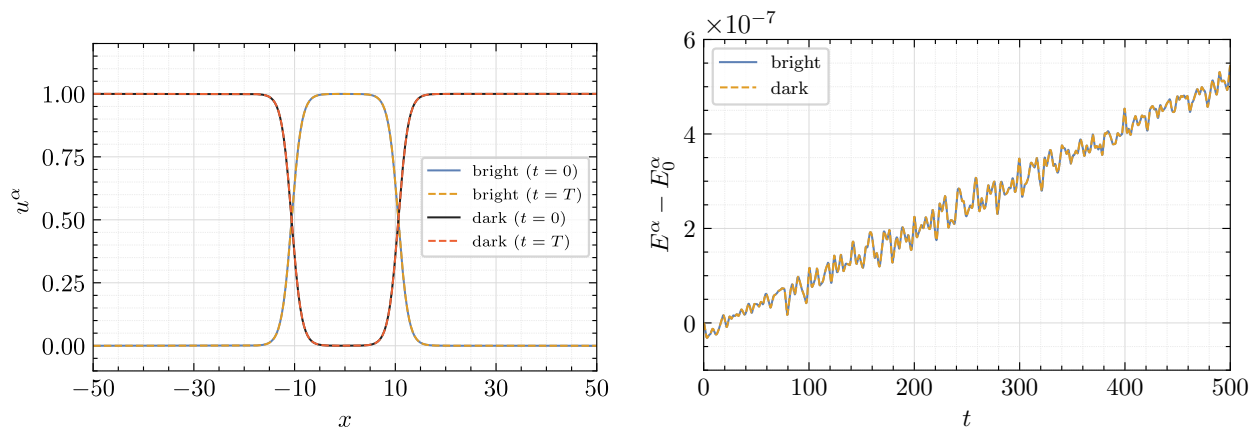 1.00
0.75
0.50
0.25
0.00
u^α
−50
−30
−10
10
30
50
x
bright (t = 0)
bright (t = T)
dark (t = 0)
dark (t = T)
×10⁻⁷
6
4
2
0
E^α − E₀^α
0
100
200
300
400
500
t
bright
dark